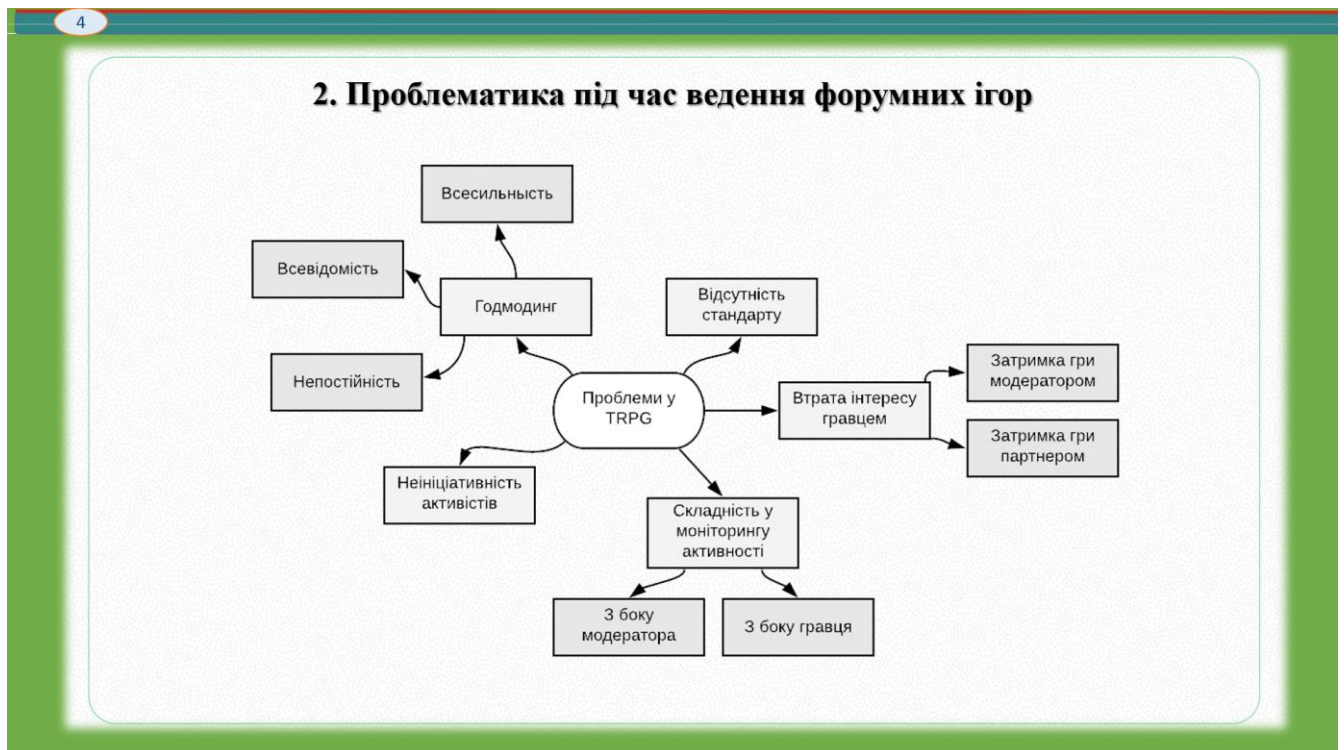 4
2. Проблематика під час ведення форумних ігор
Всесильнысть
Всевідомість
Годмодинг
Непостійність
Відсутність
стандарту
Проблеми у
TRPG
Втрата інтересу
гравцем
Затримка гри
модератором
Затримка гри
партнером
Неініціативність
активістів
Складність у
моніторингу
активності
З боку
модератора
З боку гравця